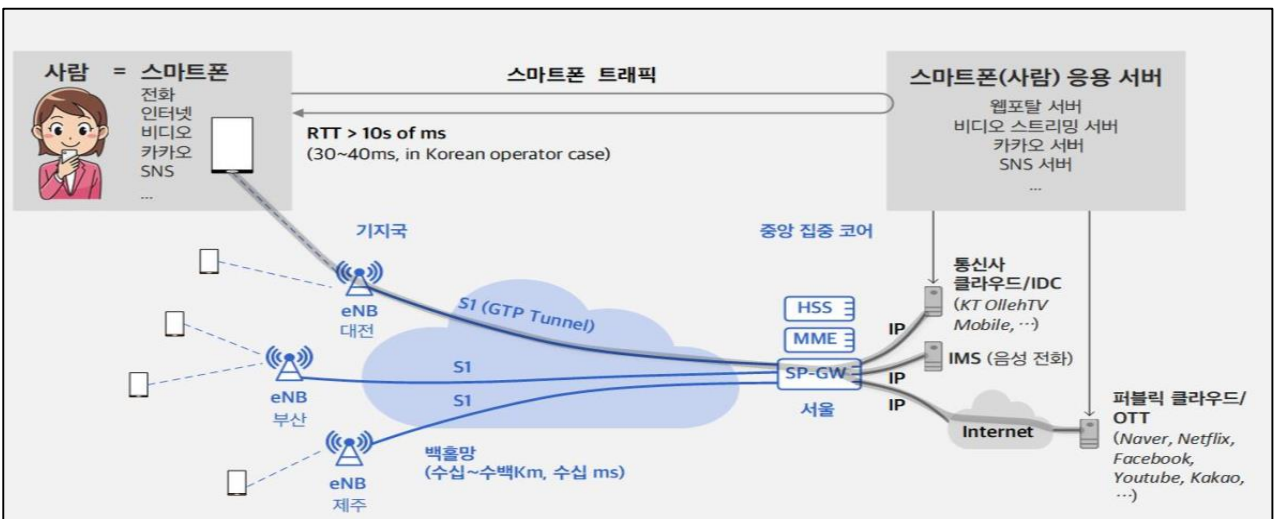 사람 = 스마트폰
전화
인터넷
비디오
카카오
SNS
...
스마트폰 트래픽
RTT > 10s of ms
(30~40ms, in Korean operator case)
스마트폰(사람) 응용 서버
웹포탈 서버
비디오 스트리밍 서버
카카오 서버
SNS 서버
...
기지국
중앙 집중 코어
eNB
대전
S1 (GTP Tunnel)
HSS
MME
SP-GW
서울
IP
IP
IP
통신사
클라우드/IDC
(KT OllehTV
Mobile, …)
IMS (음성 전화)
S1
S1
eNB
부산
eNB
제주
백홀망
(수십~수백Km, 수십 ms)
Internet
퍼블릭 클라우드/
OTT
(Naver, Netflix,
Facebook,
Youtube, Kakao,
…)